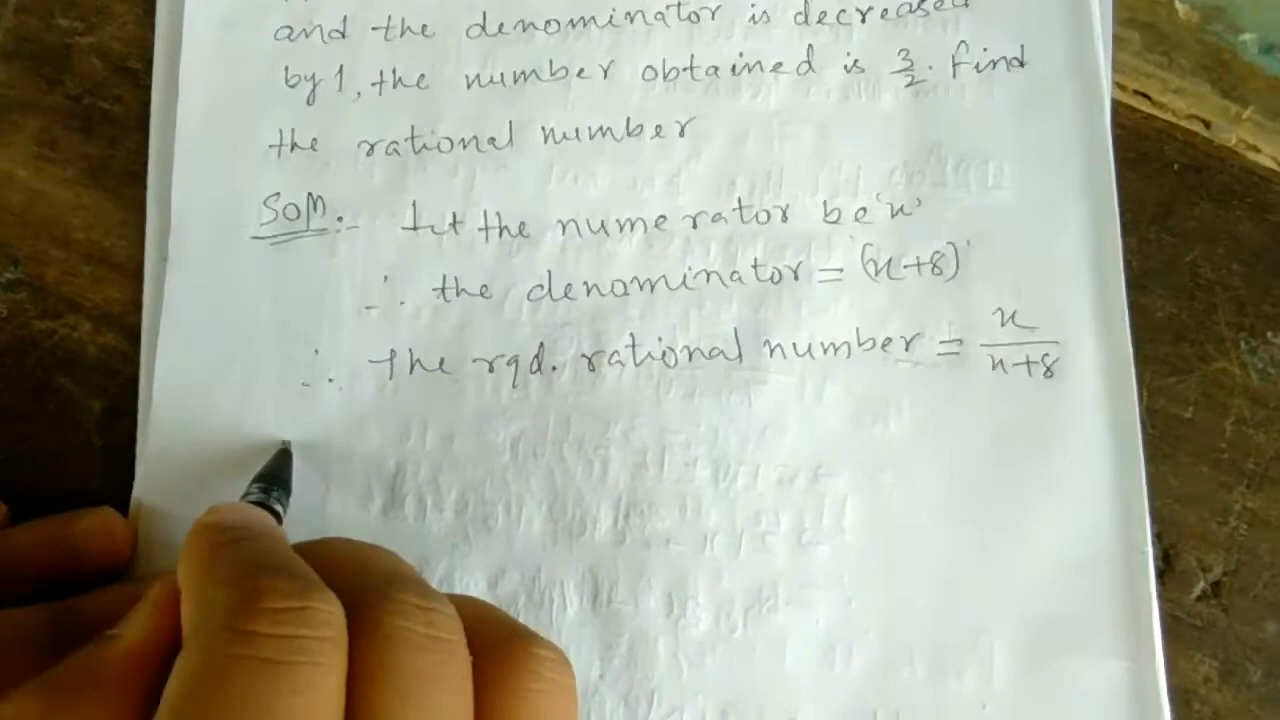 and the denominator is decreased
by 1, the number obtained is 3/2. find
the rational number
Soln:- Let the numerator be 'x'
∴ the denominator = '(x+8)'
∴ The rqd. rational number = x/x+8